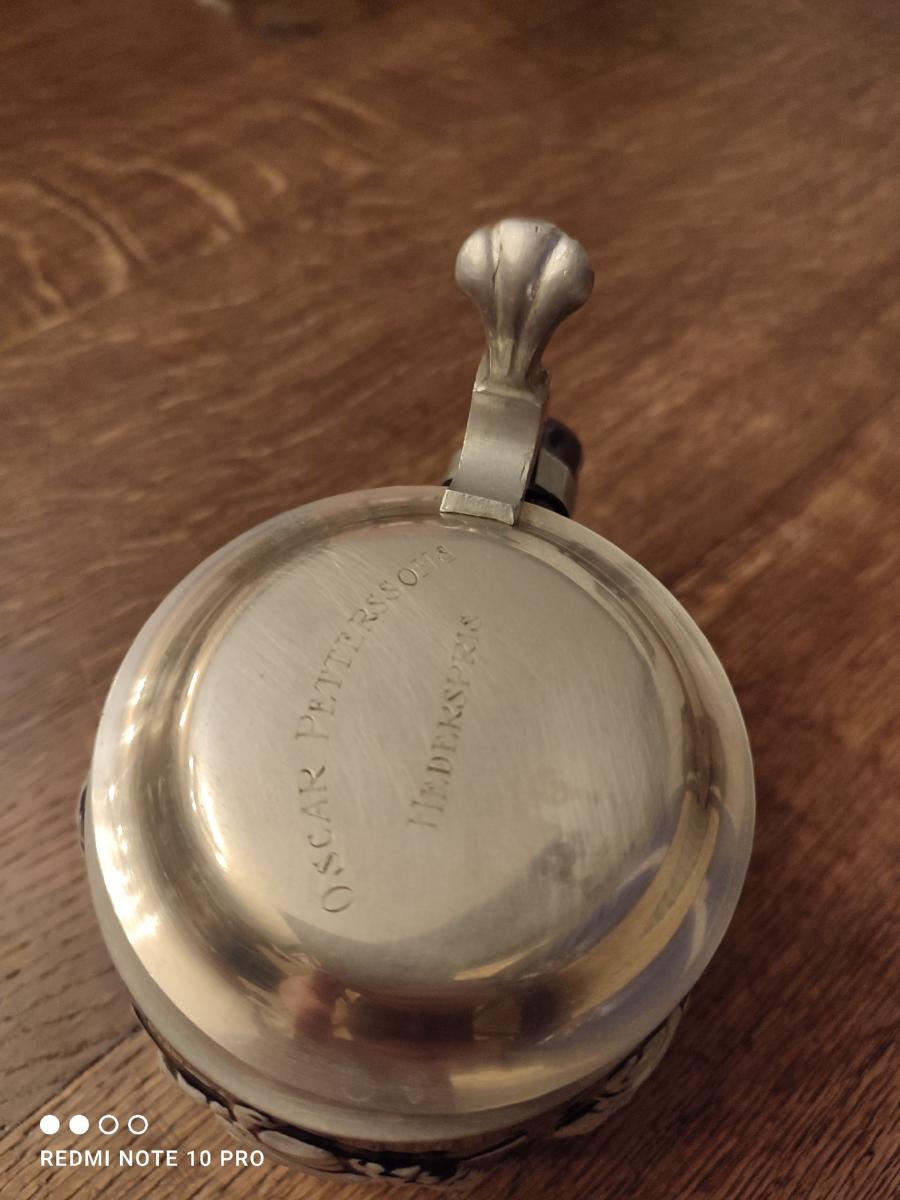 OSCAR PETTERSSONS
HEDERSPRIS
REDMI NOTE 10 PRO